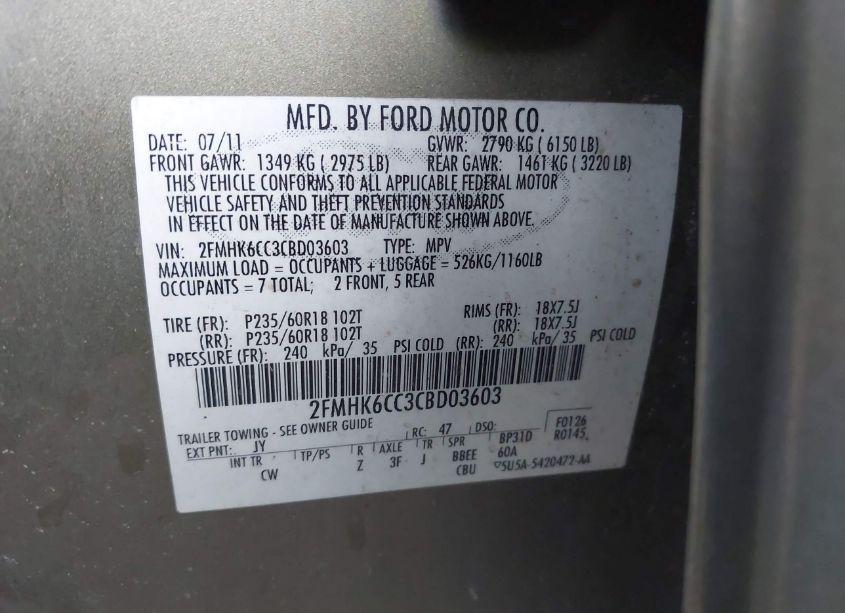 MFD. BY FORD MOTOR CO.
DATE: 07/11 GVWR: 2790 KG ( 6150 LB)
FRONT GAWR: 1349 KG ( 2975 LB) REAR GAWR: 1461 KG ( 3220 LB)
THIS VEHICLE CONFORMS TO ALL APPLICABLE FEDERAL MOTOR
VEHICLE SAFETY AND THEFT PREVENTION STANDARDS
IN EFFECT ON THE DATE OF MANUFACTURE SHOWN ABOVE.
VIN: 2FMHK6CC3CBD03603 TYPE: MPV
MAXIMUM LOAD = OCCUPANTS + LUGGAGE = 526KG/1160LB
OCCUPANTS = 7 TOTAL; 2 FRONT, 5 REAR
TIRE (FR): P235/60R18 102T RIMS (FR): 18X7.5J
(RR): P235/60R18 102T (RR): 18X7.5J
PRESSURE (FR): 240 kPa/ 35 PSI COLD (RR): 240 kPa/ 35 PSI COLD
2FMHK6CC3CBD03603
TRAILER TOWING - SEE OWNER GUIDE RC: 47 DSO: F0126
EXT PNT: JY BP31D R0145
INT TR TP/PS R AXLE TR SPR 60A
CW Z 3F J BBEE
CBU 5U5A-5420472-AA